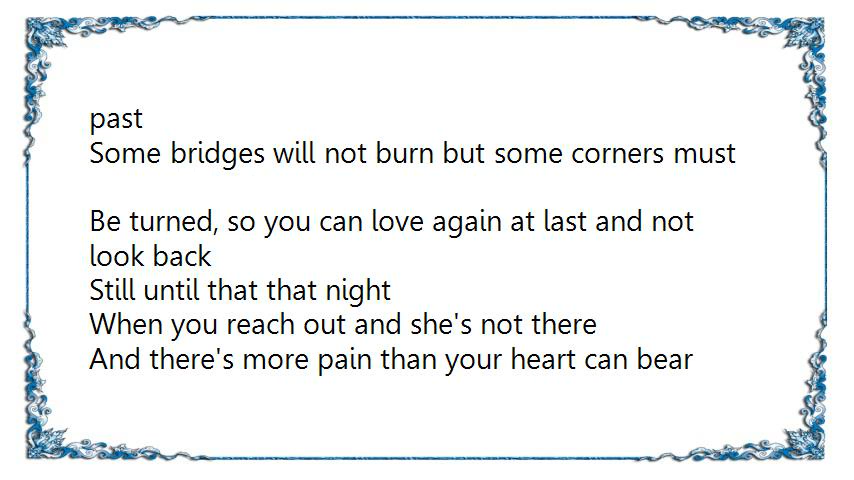 past
Some bridges will not burn but some corners must
Be turned, so you can love again at last and not
look back
Still until that that night
When you reach out and she's not there
And there's more pain than your heart can bear